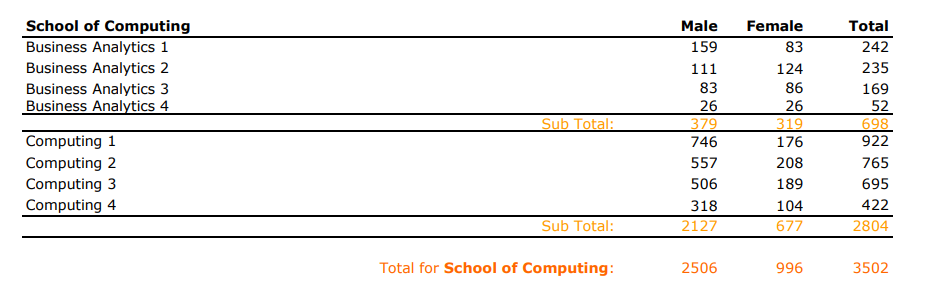 School of Computing Male Female Total
Business Analytics 1 159 83 242
Business Analytics 2 111 124 235
Business Analytics 3 83 86 169
Business Analytics 4 26 26 52
Sub Total: 379 319 698
Computing 1 746 176 922
Computing 2 557 208 765
Computing 3 506 189 695
Computing 4 318 104 422
Sub Total: 2127 677 2804
Total for School of Computing: 2506 996 3502